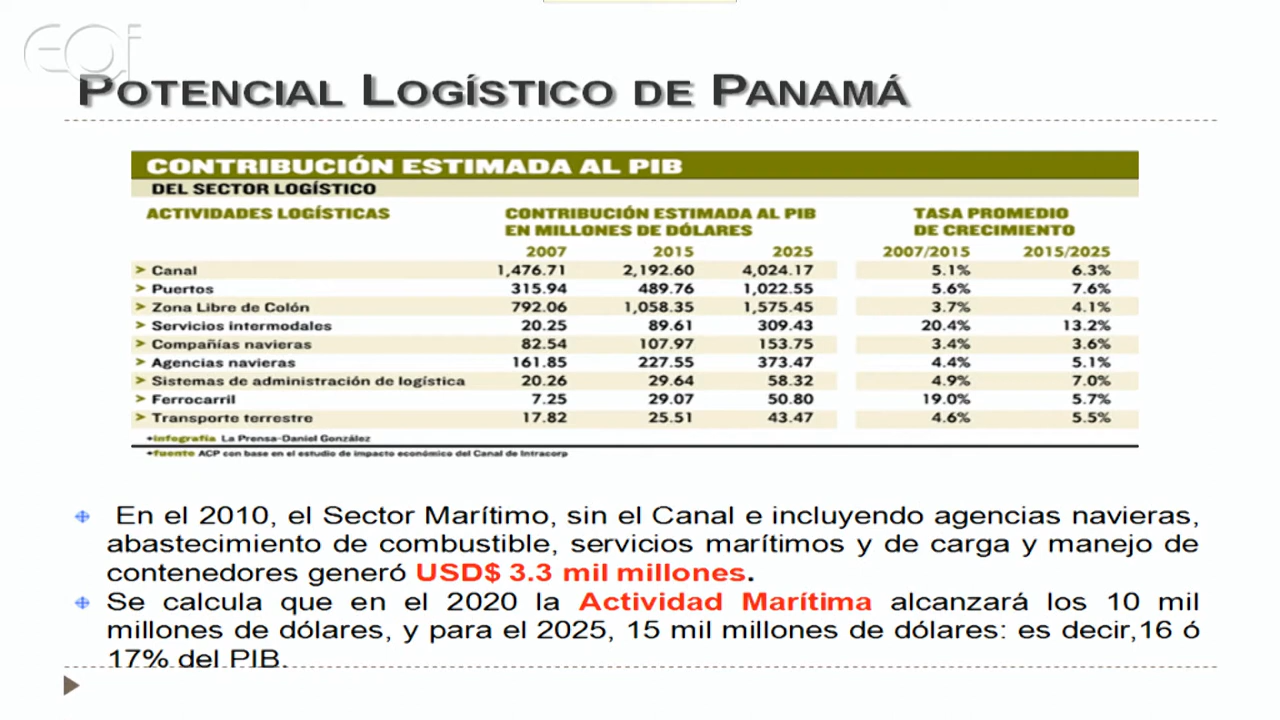 eoi
POTENCIAL LOGÍSTICO DE PANAMÁ
CONTRIBUCIÓN ESTIMADA AL PIB
DEL SECTOR LOGÍSTICO
ACTIVIDADES LOGÍSTICAS CONTRIBUCIÓN ESTIMADA AL PIB TASA PROMEDIO
EN MILLONES DE DÓLARES DE CRECIMIENTO
2007 2015 2025 2007/2015 2015/2025
Canal 1,476.71 2,192.60 4,024.17 5.1% 6.3%
Puertos 315.94 489.76 1,022.55 5.6% 7.6%
Zona Libre de Colón 792.06 1,058.35 1,575.45 3.7% 4.1%
Servicios intermodales 20.25 89.61 309.43 20.4% 13.2%
Compañías navieras 82.54 107.97 153.75 3.4% 3.6%
Agencias navieras 161.85 227.55 373.47 4.4% 5.1%
Sistemas de administración de logística 20.26 29.64 58.32 4.9% 7.0%
Ferrocarril 7.25 29.07 50.80 19.0% 5.7%
Transporte terrestre 17.82 25.51 43.47 4.6% 5.5%
+infografía La Prensa-Daniel González
+fuente ACP con base en el estudio de impacto económico del Canal de Intracorp
En el 2010, el Sector Marítimo, sin el Canal e incluyendo agencias navieras,
abastecimiento de combustible, servicios marítimos y de carga y manejo de
contenedores generó USD$ 3.3 mil millones.
Se calcula que en el 2020 la Actividad Marítima alcanzará los 10 mil
millones de dólares, y para el 2025, 15 mil millones de dólares: es decir,16 ó
17% del PIB.